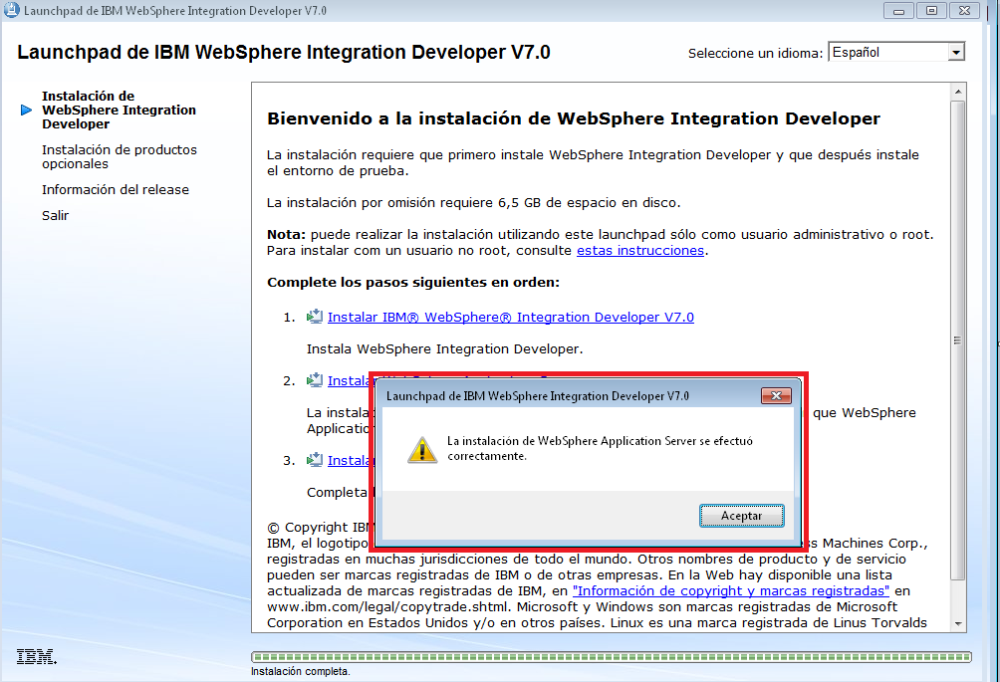 Launchpad de IBM WebSphere Integration Developer V7.0
Launchpad de IBM WebSphere Integration Developer V7.0
Seleccione un idioma:
Español
Instalación de
WebSphere Integration
Developer
Instalación de productos
opcionales
Información del release
Salir
Bienvenido a la instalación de WebSphere Integration Developer
La instalación requiere que primero instale WebSphere Integration Developer y que después instale
el entorno de prueba.
La instalación por omisión requiere 6,5 GB de espacio en disco.
Nota: puede realizar la instalación utilizando este launchpad sólo como usuario administrativo o root.
Para instalar com un usuario no root, consulte estas instrucciones.
Complete los pasos siguientes en orden:
1. Instalar IBM® WebSphere® Integration Developer V7.0
Instala WebSphere Integration Developer.
2. Instala
La instala que WebSphere
Applicatio
3. Instala
Completa
Launchpad de IBM WebSphere Integration Developer V7.0
La instalación de WebSphere Application Server se efectuó
correctamente.
Aceptar
© Copyright IBM
IBM, el logotipo ss Machines Corp.,
registradas en muchas jurisdicciones de todo el mundo. Otros nombres de producto y de servicio
pueden ser marcas registradas de IBM o de otras empresas. En la Web hay disponible una lista
actualizada de marcas registradas de IBM, en "Información de copyright y marcas registradas" en
www.ibm.com/legal/copytrade.shtml. Microsoft y Windows son marcas registradas de Microsoft
Corporation en Estados Unidos y/o en otros países. Linux es una marca registrada de Linus Torvalds
IBM.
Instalación completa.